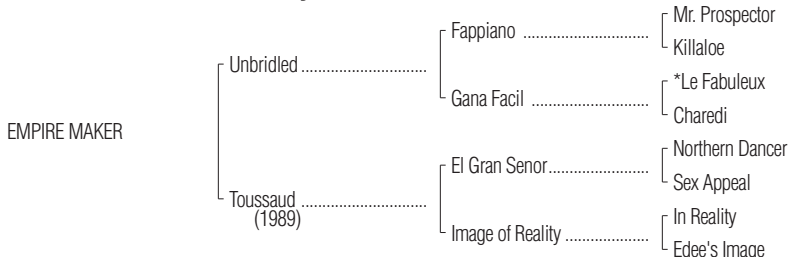 Mr. Prospector
Fappiano ................................
Killaloe
Unbridled ................................
*Le Fabuleux
Gana Facil ..............................
Charedi
EMPIRE MAKER
Northern Dancer
El Gran Senor.........................
Sex Appeal
Toussaud ................................
(1989)
In Reality
Image of Reality .....................
Edee's Image